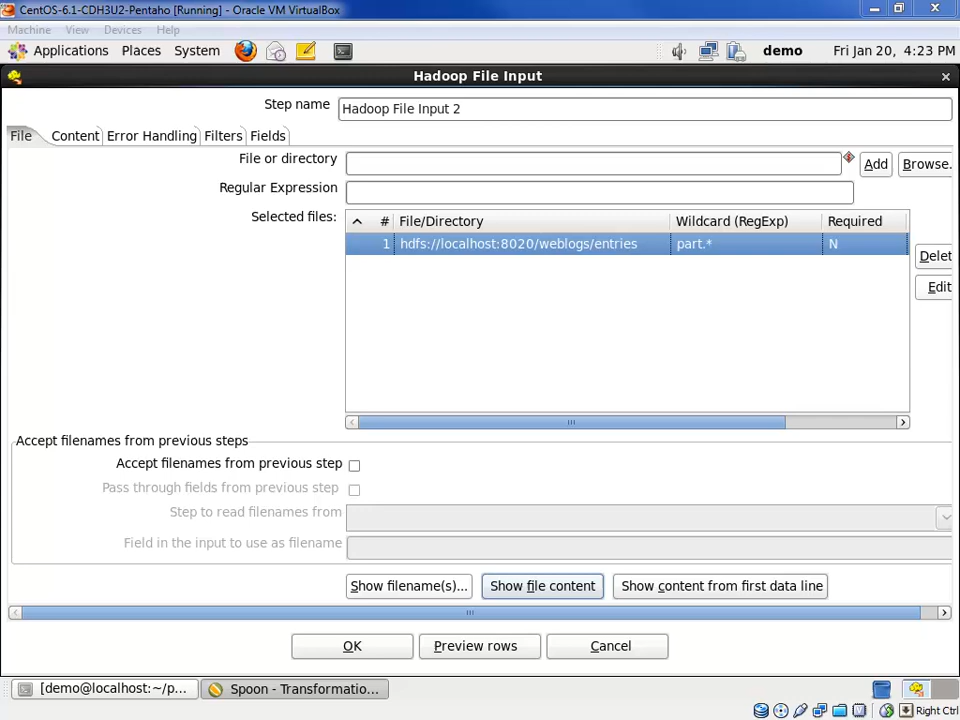 CentOS-6.1-CDH3U2-Pentaho [Running] - Oracle VM VirtualBox
Machine View Devices Help
Applications Places System demo Fri Jan 20, 4:23 PM
Hadoop File Input
Step name Hadoop File Input 2
File Content Error Handling Filters Fields
File or directory Add Browse.
Regular Expression
Selected files: # File/Directory Wildcard (RegExp) Required
1 hdfs://localhost:8020/weblogs/entries part.* N
Delet
Edit
Accept filenames from previous steps
Accept filenames from previous step
Pass through fields from previous step
Step to read filenames from
Field in the input to use as filename
Show filename(s)... Show file content Show content from first data line
OK Preview rows Cancel
[demo@localhost:~/p... Spoon - Transformatio...
Right Ctrl